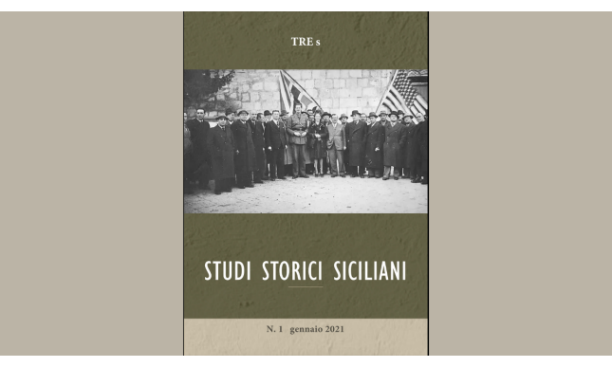 TRE s
STUDI STORICI SICILIANI
N. 1 gennaio 2021